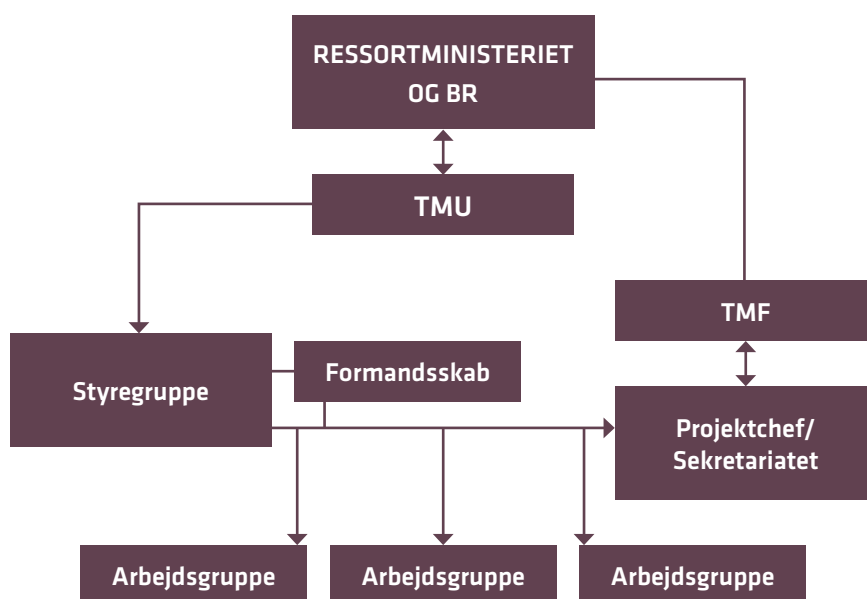 RESSORTMINISTERIET
OG BR
TMU
TMF
Styregruppe
Formandsskab
Projektchef/
Sekretariatet
Arbejdsgruppe
Arbejdsgruppe
Arbejdsgruppe